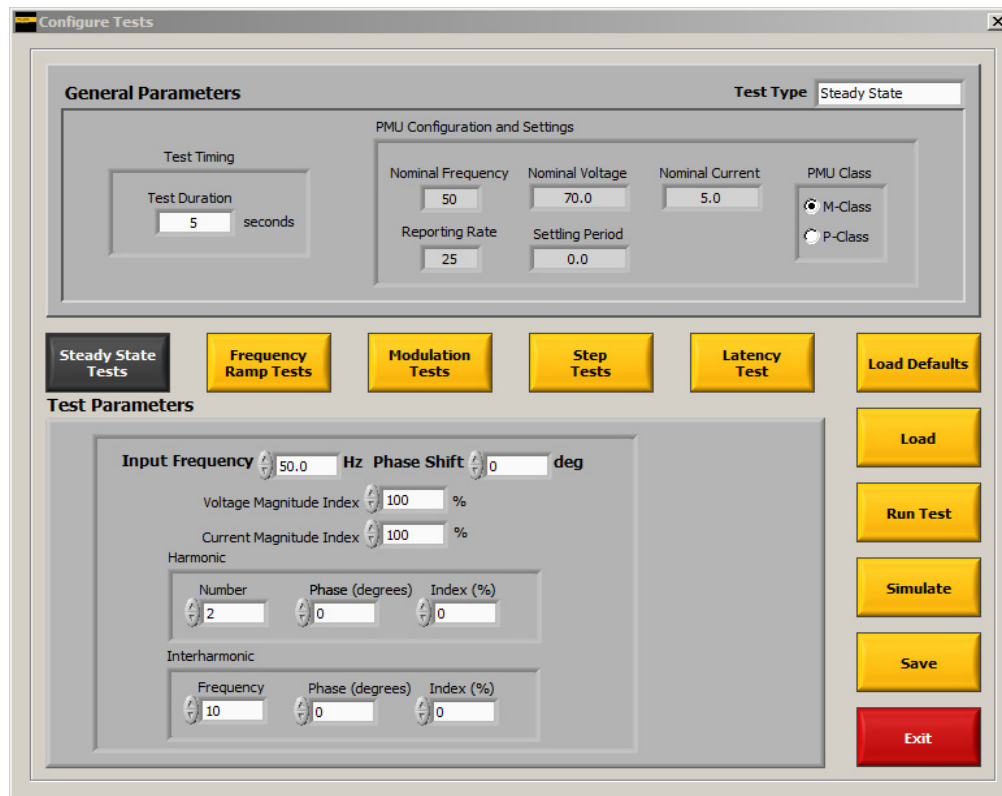 Configure Tests
General Parameters
Test Type Steady State
PMU Configuration and Settings
Test Timing
Test Duration
5 seconds
Nominal Frequency Nominal Voltage Nominal Current PMU Class
50 70.0 5.0
M-Class
Reporting Rate Settling Period
P-Class
25 0.0
Steady State
Tests
Frequency
Ramp Tests
Modulation
Tests
Step
Tests
Latency
Test
Load Defaults
Test Parameters
Load
Input Frequency 50.0 Hz Phase Shift 0 deg
Voltage Magnitude Index 100 %
Current Magnitude Index 100 %
Run Test
Harmonic
Number Phase (degrees) Index (%)
2 0 0
Simulate
Interharmonic
Frequency Phase (degrees) Index (%)
10 0 0
Save
Exit